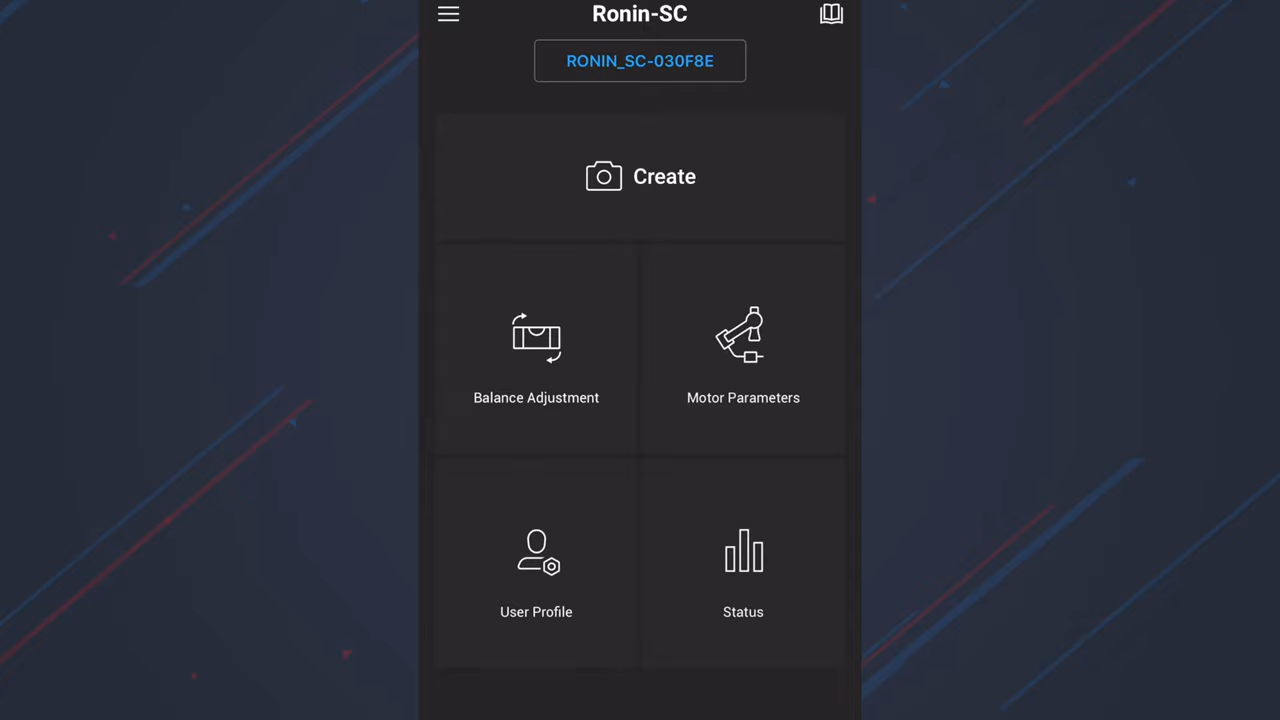 Ronin-SC
RONIN_SC-030F8E
Create
Balance Adjustment
Motor Parameters
User Profile
Status